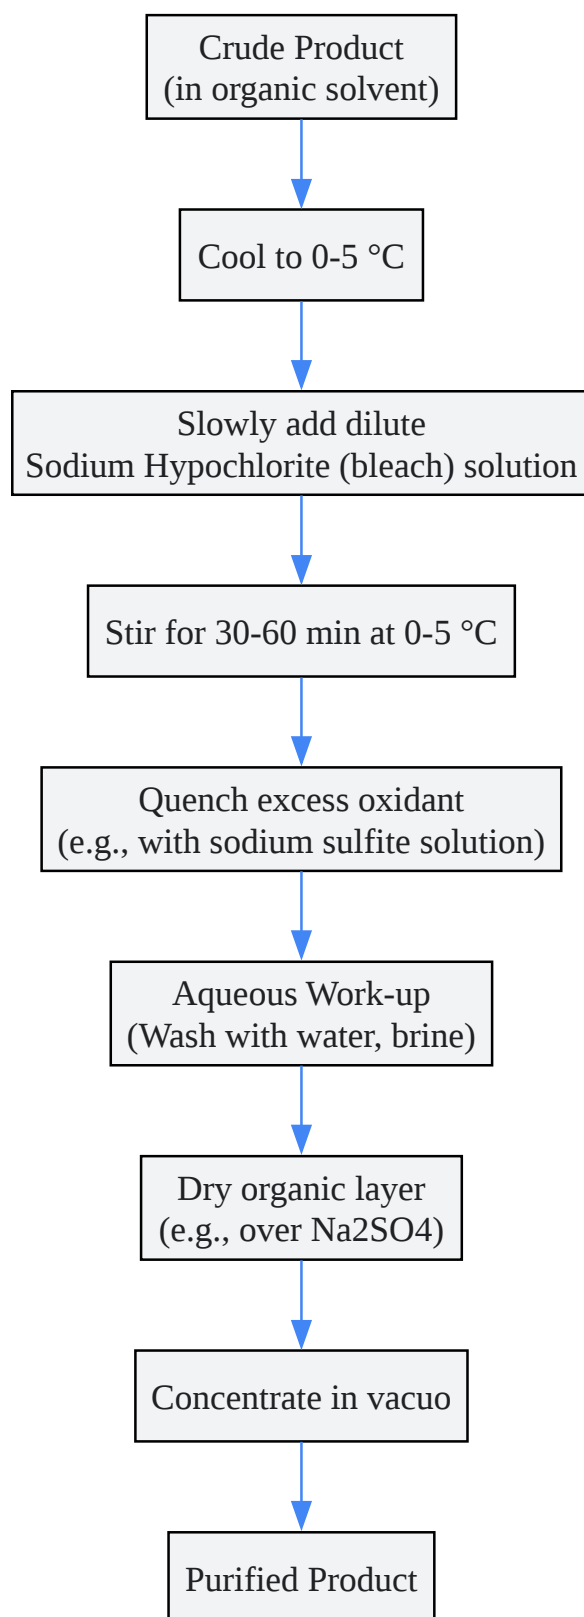 Crude Product
(in organic solvent)
Cool to 0-5 °C
Slowly add dilute
Sodium Hypochlorite (bleach) solution
Stir for 30-60 min at 0-5 °C
Quench excess oxidant
(e.g., with sodium sulfite solution)
Aqueous Work-up
(Wash with water, brine)
Dry organic layer
(e.g., over Na2SO4)
Concentrate in vacuo
Purified Product